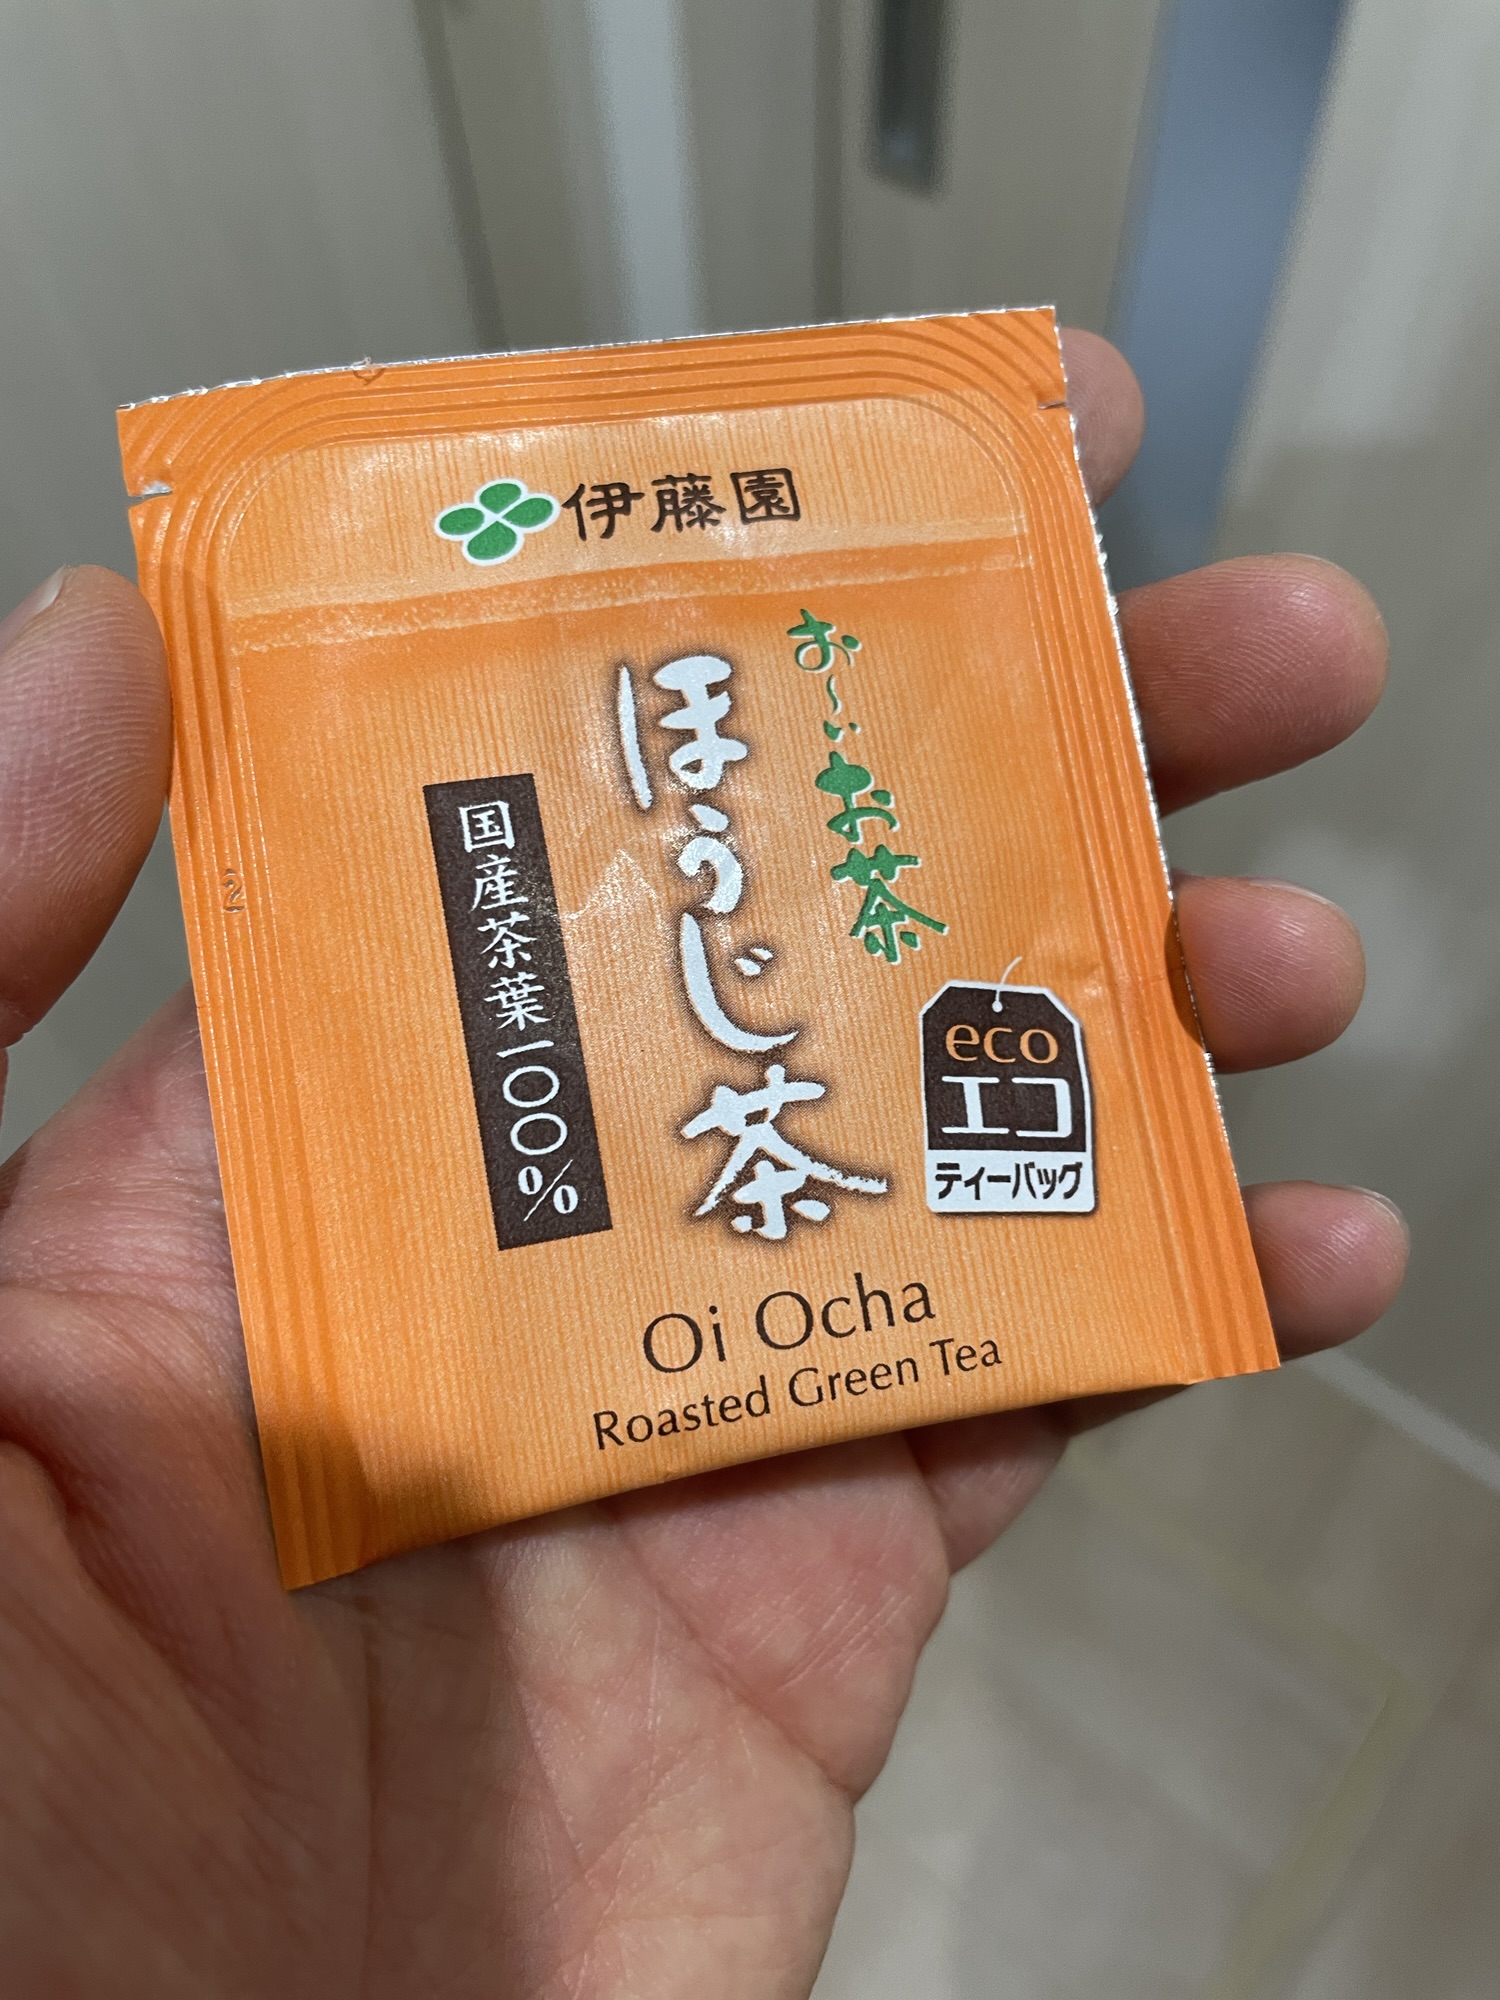 伊藤園
お〜いお茶
ほうじ茶
国産茶葉一〇〇%
eco
エコ
ティーバッグ
Oi Ocha
Roasted Green Tea
2